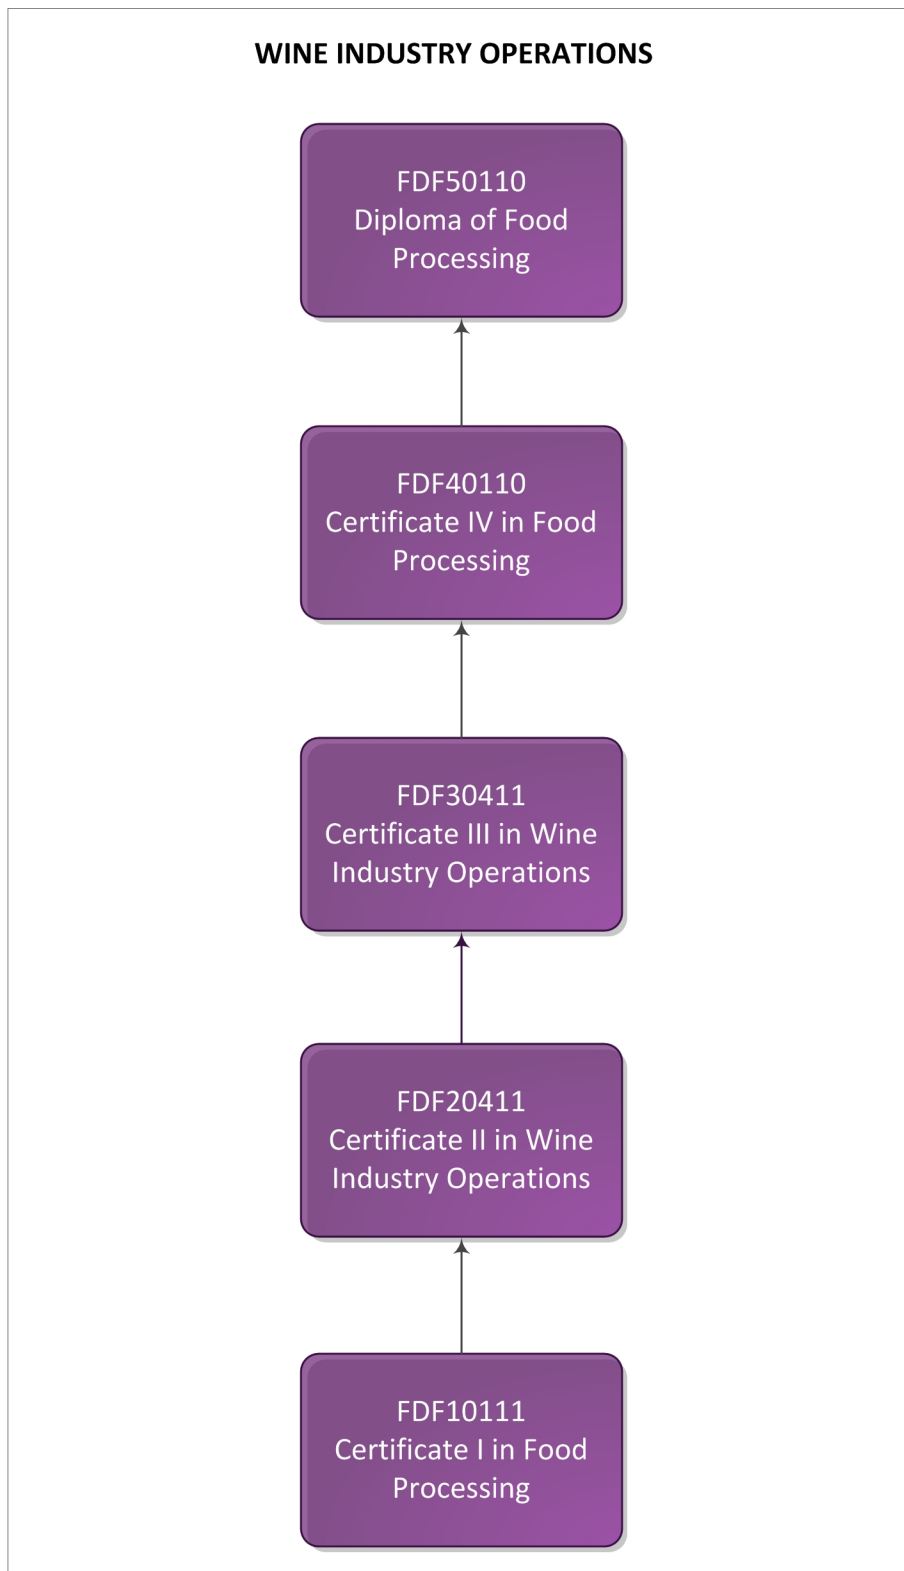 WINE INDUSTRY OPERATIONS
FDF50110
Diploma of Food
Processing
FDF40110
Certificate IV in Food
Processing
FDF30411
Certificate III in Wine
Industry Operations
FDF20411
Certificate II in Wine
Industry Operations
FDF10111
Certificate I in Food
Processing